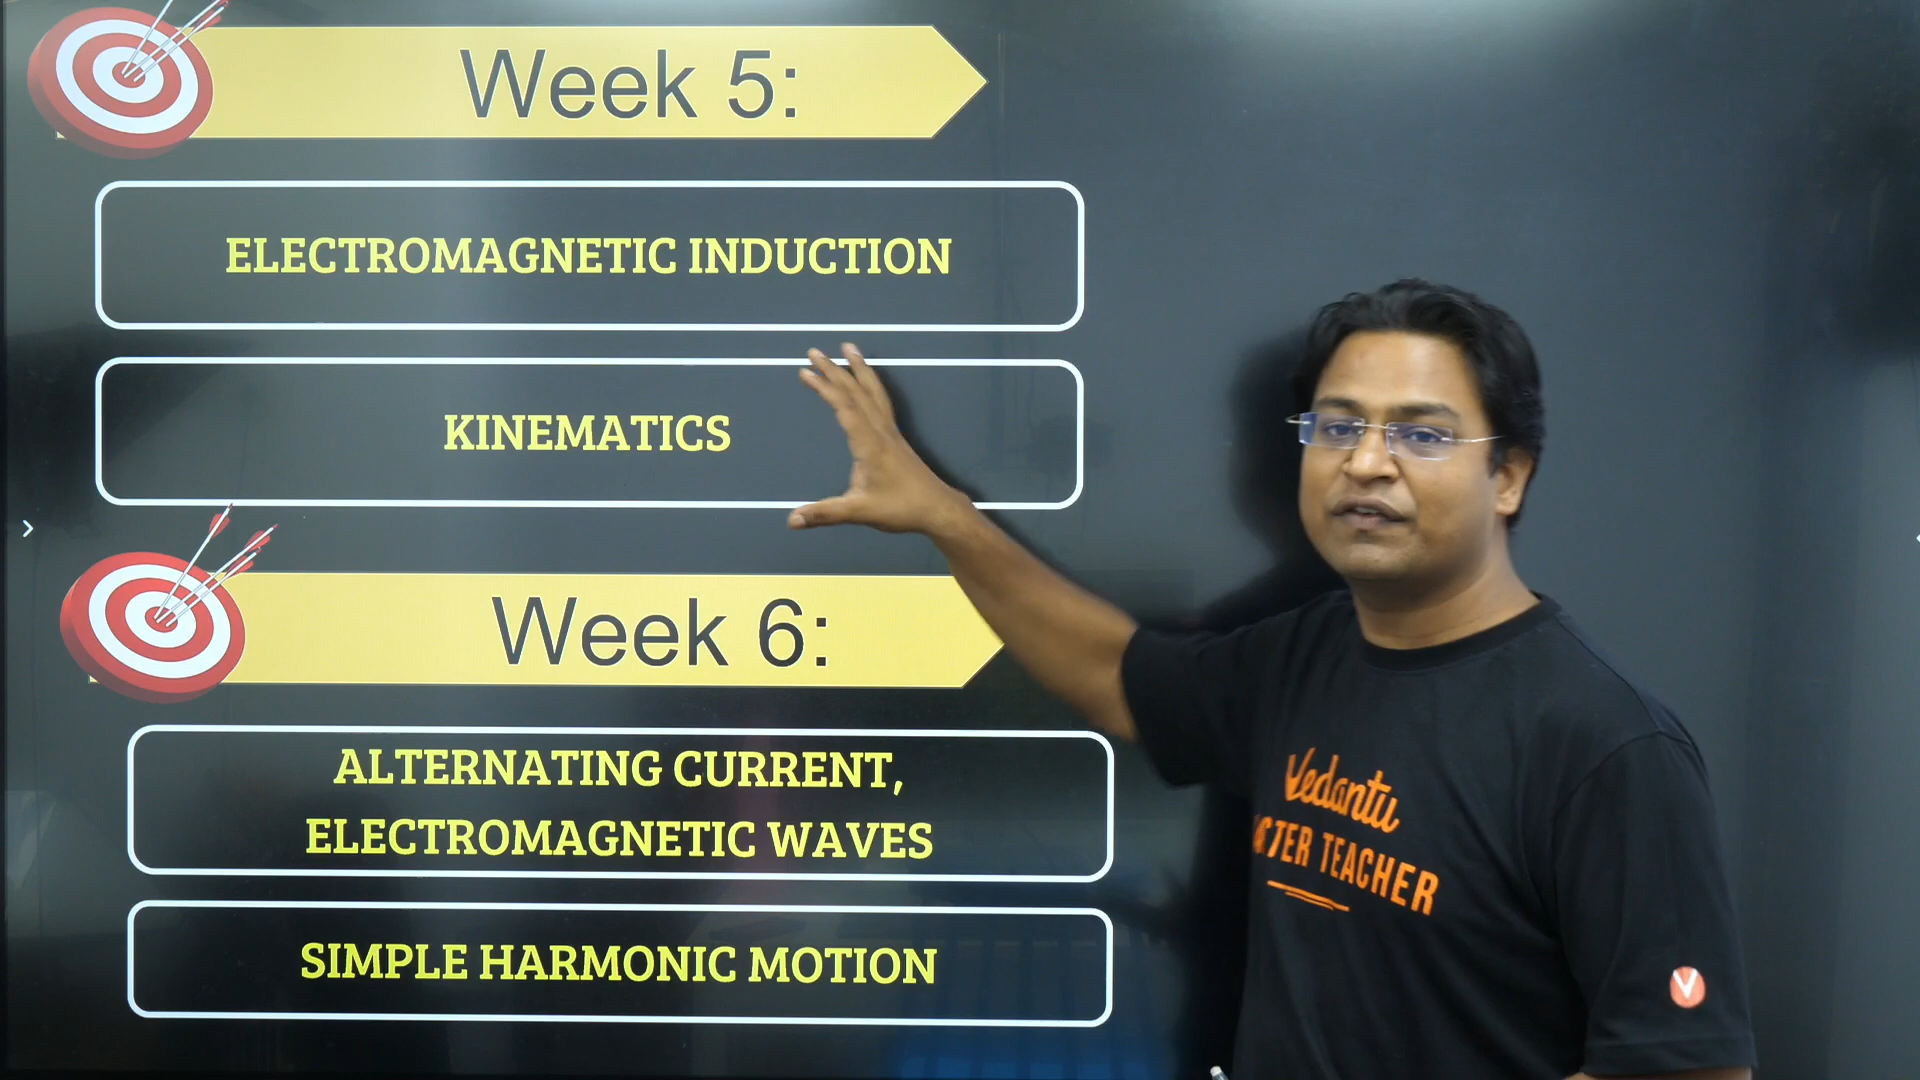 Week 5:
ELECTROMAGNETIC INDUCTION
KINEMATICS
Week 6:
ALTERNATING CURRENT,
ELECTROMAGNETIC WAVES
SIMPLE HARMONIC MOTION
Vedantu
TEACHER
V